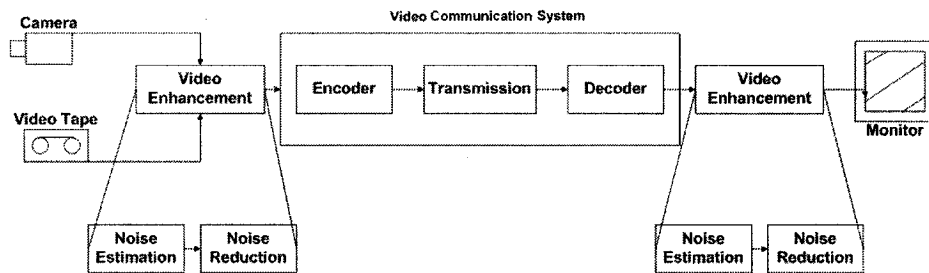 Video Communication System
Camera
Video
Enhancement
Encoder
Transmission
Decoder
Video
Enhancement
Video Tape
Monitor
Noise
Estimation
Noise
Reduction
Noise
Estimation
Noise
Reduction